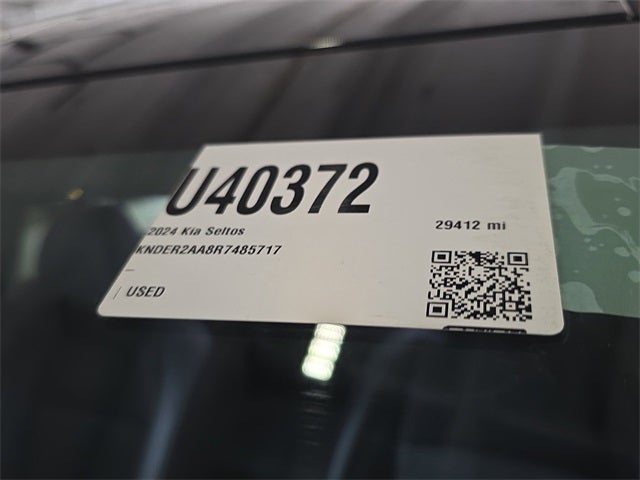 U40372
2024 Kia Seltos
29412 mi
KNDER2AA8R7485717
USED